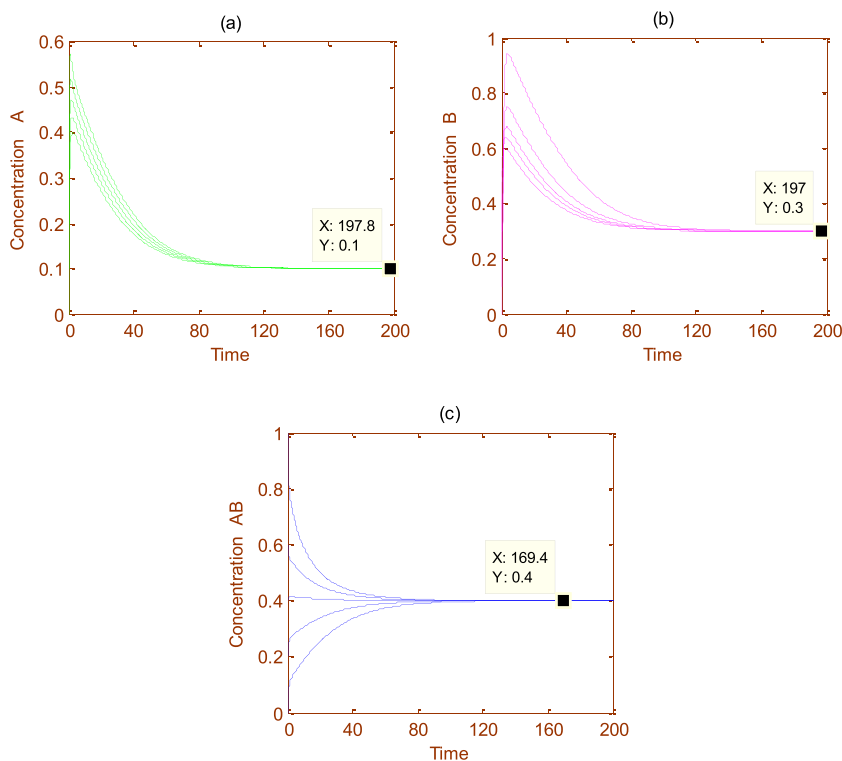 (a)
0.6
0.5
0.4
0.3
0.2
0.1
0
Concentration A
X: 197.8
Y: 0.1
0 40 80 120 160 200
Time
(b)
1
0.8
0.6
0.4
0.2
0
Concentration B
X: 197
Y: 0.3
0 40 80 120 160 200
Time
(c)
1
0.8
0.6
0.4
0.2
0
Concentration AB
X: 169.4
Y: 0.4
0 40 80 120 160 200
Time